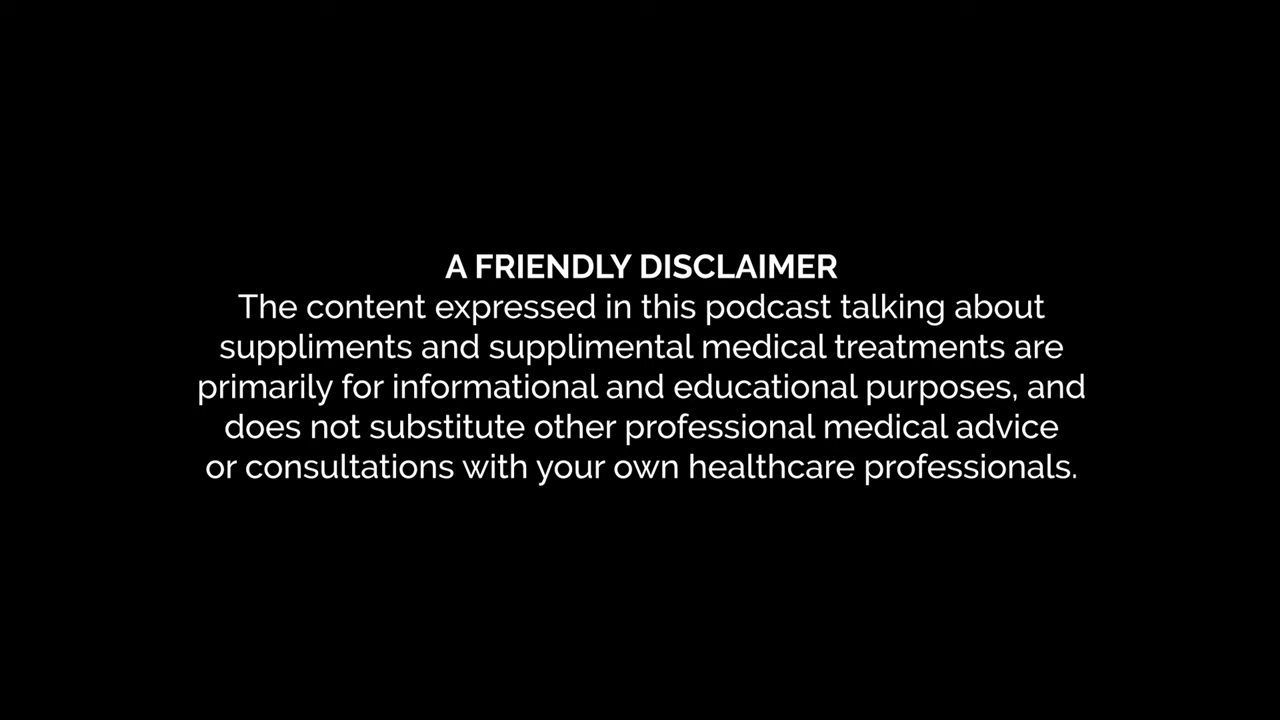 A FRIENDLY DISCLAIMER
The content expressed in this podcast talking about
suppliments and supplimental medical treatments are
primarily for informational and educational purposes, and
does not substitute other professional medical advice
or consultations with your own healthcare professionals.